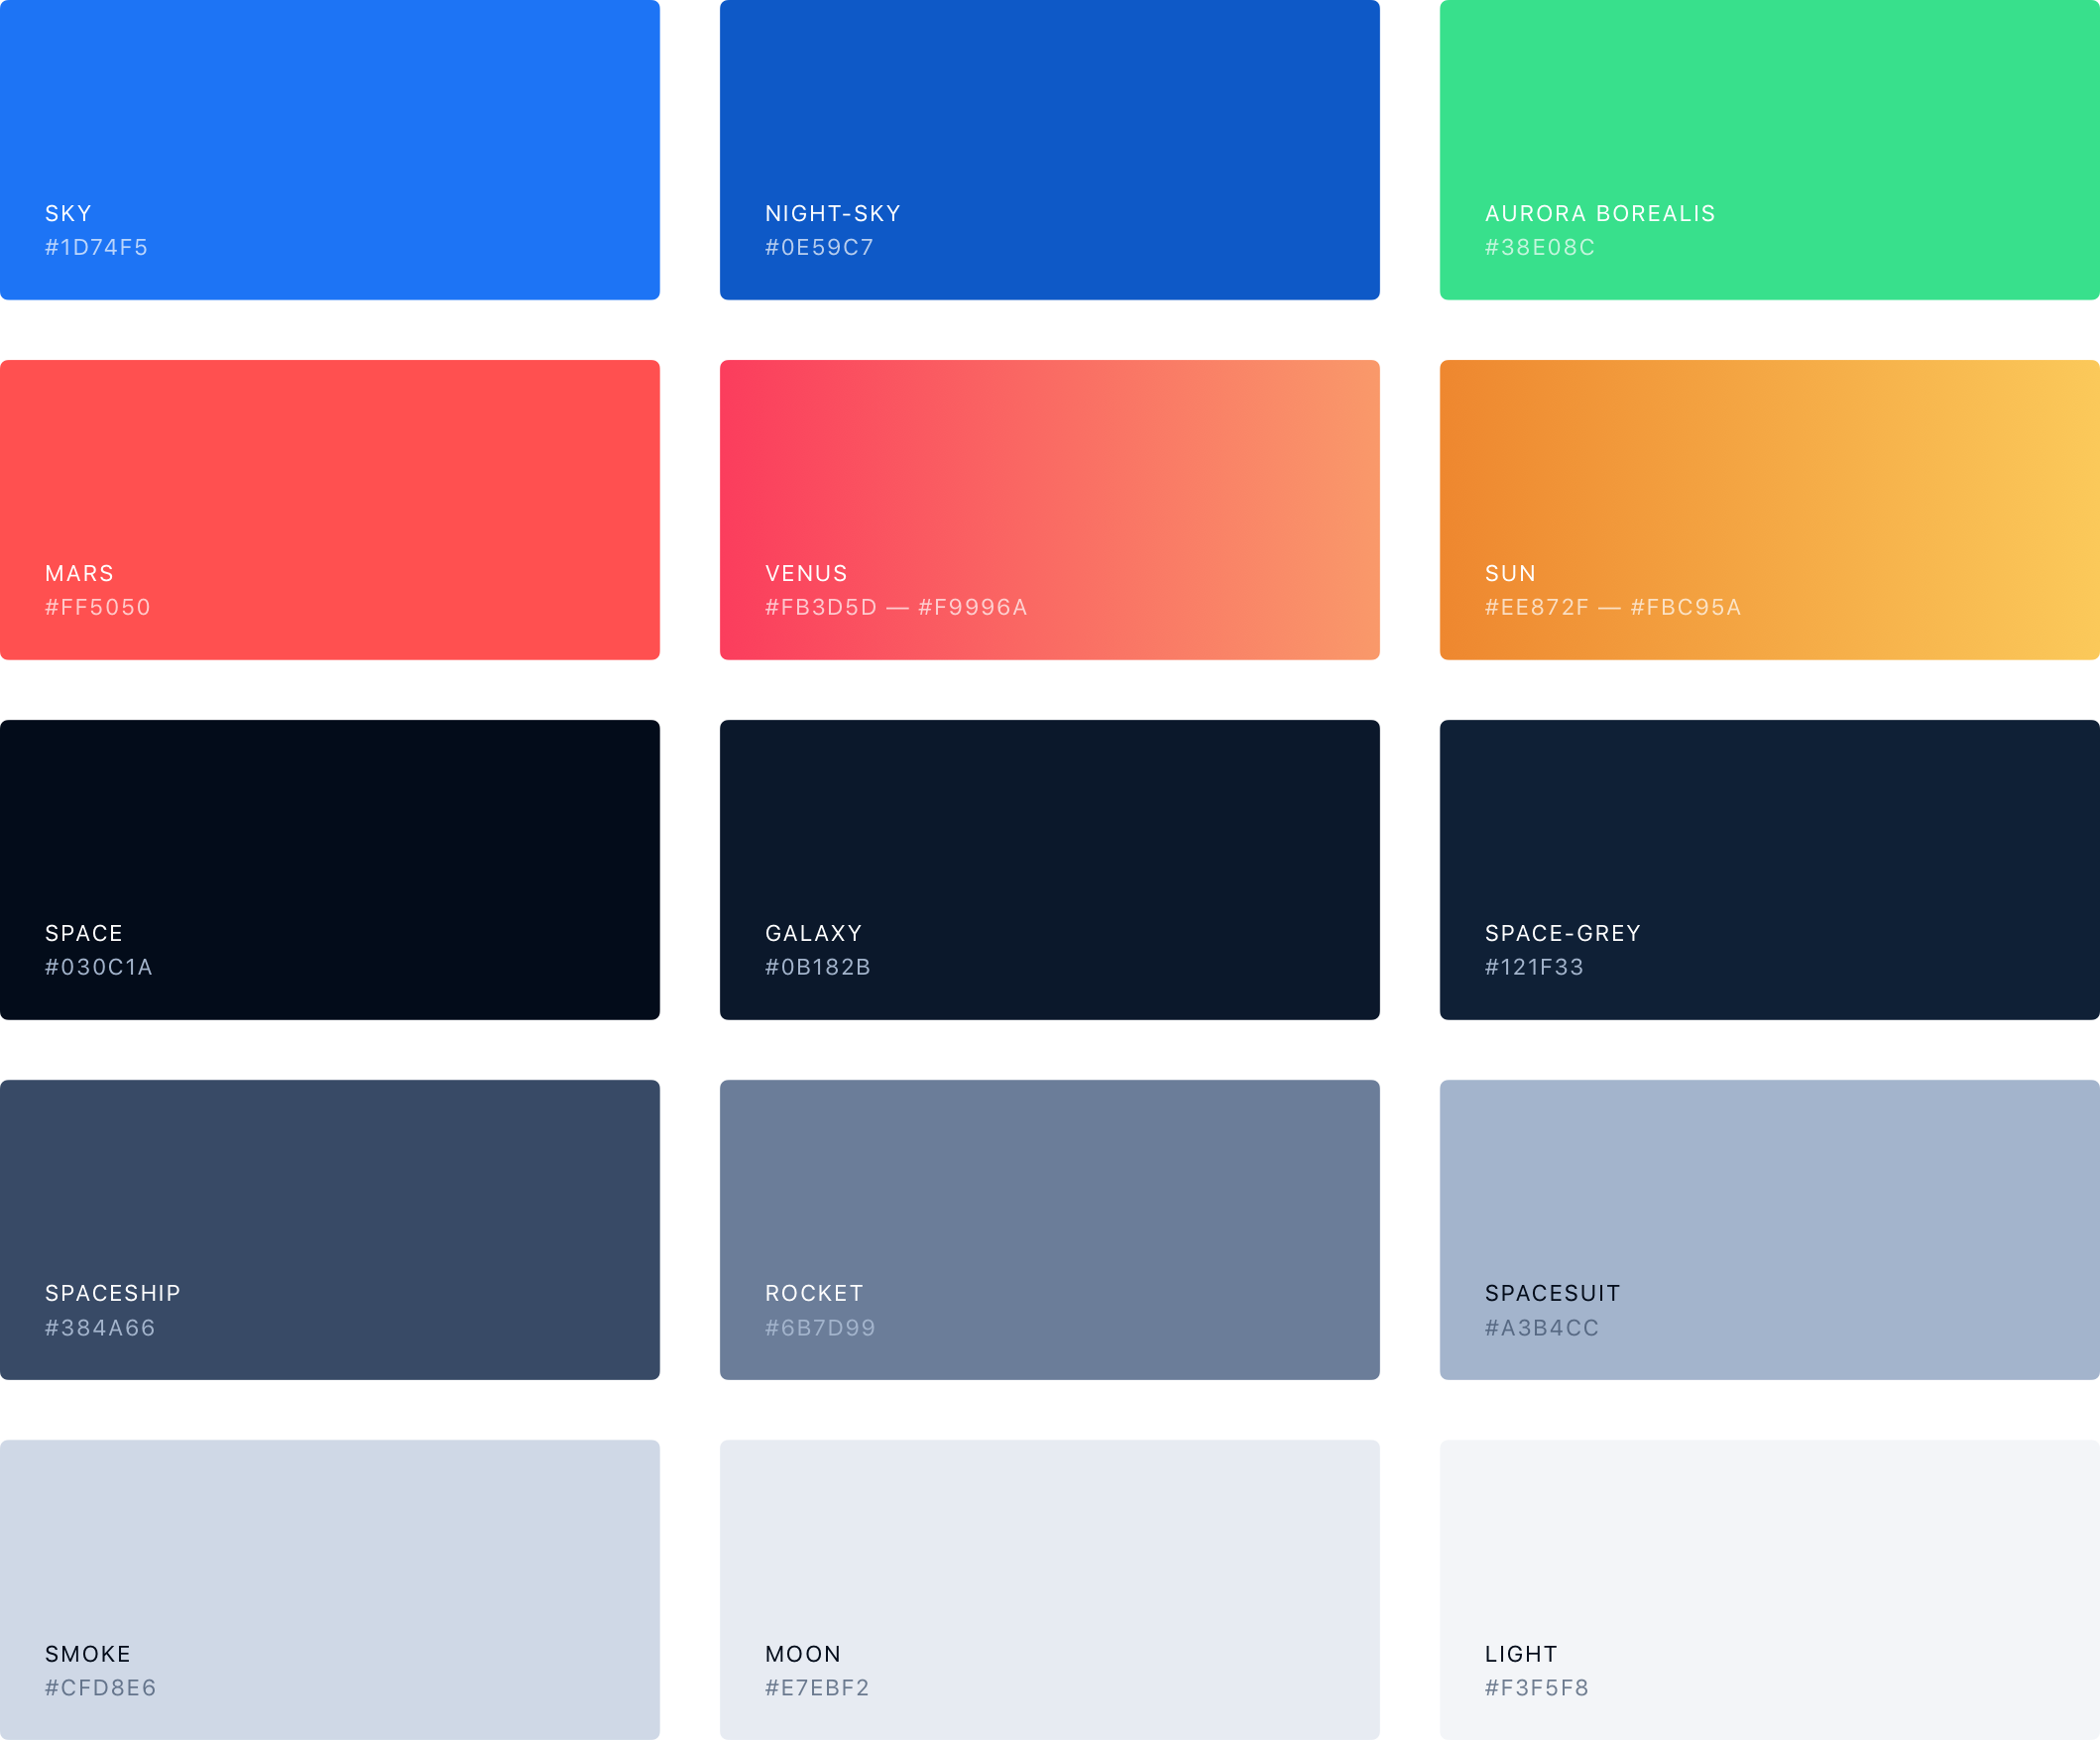 SKY
#1D74F5
NIGHT-SKY
#0E59C7
AURORA BOREALIS
#38E08C
MARS
#FF5050
VENUS
#FB3D5D — #F9996A
SUN
#EE872F — #FBC95A
SPACE
#030C1A
GALAXY
#0B182B
SPACE-GREY
#121F33
SPACESHIP
#384A66
ROCKET
#6B7D99
SPACESUIT
#A3B4CC
SMOKE
#CFD8E6
MOON
#E7EBF2
LIGHT
#F3F5F8